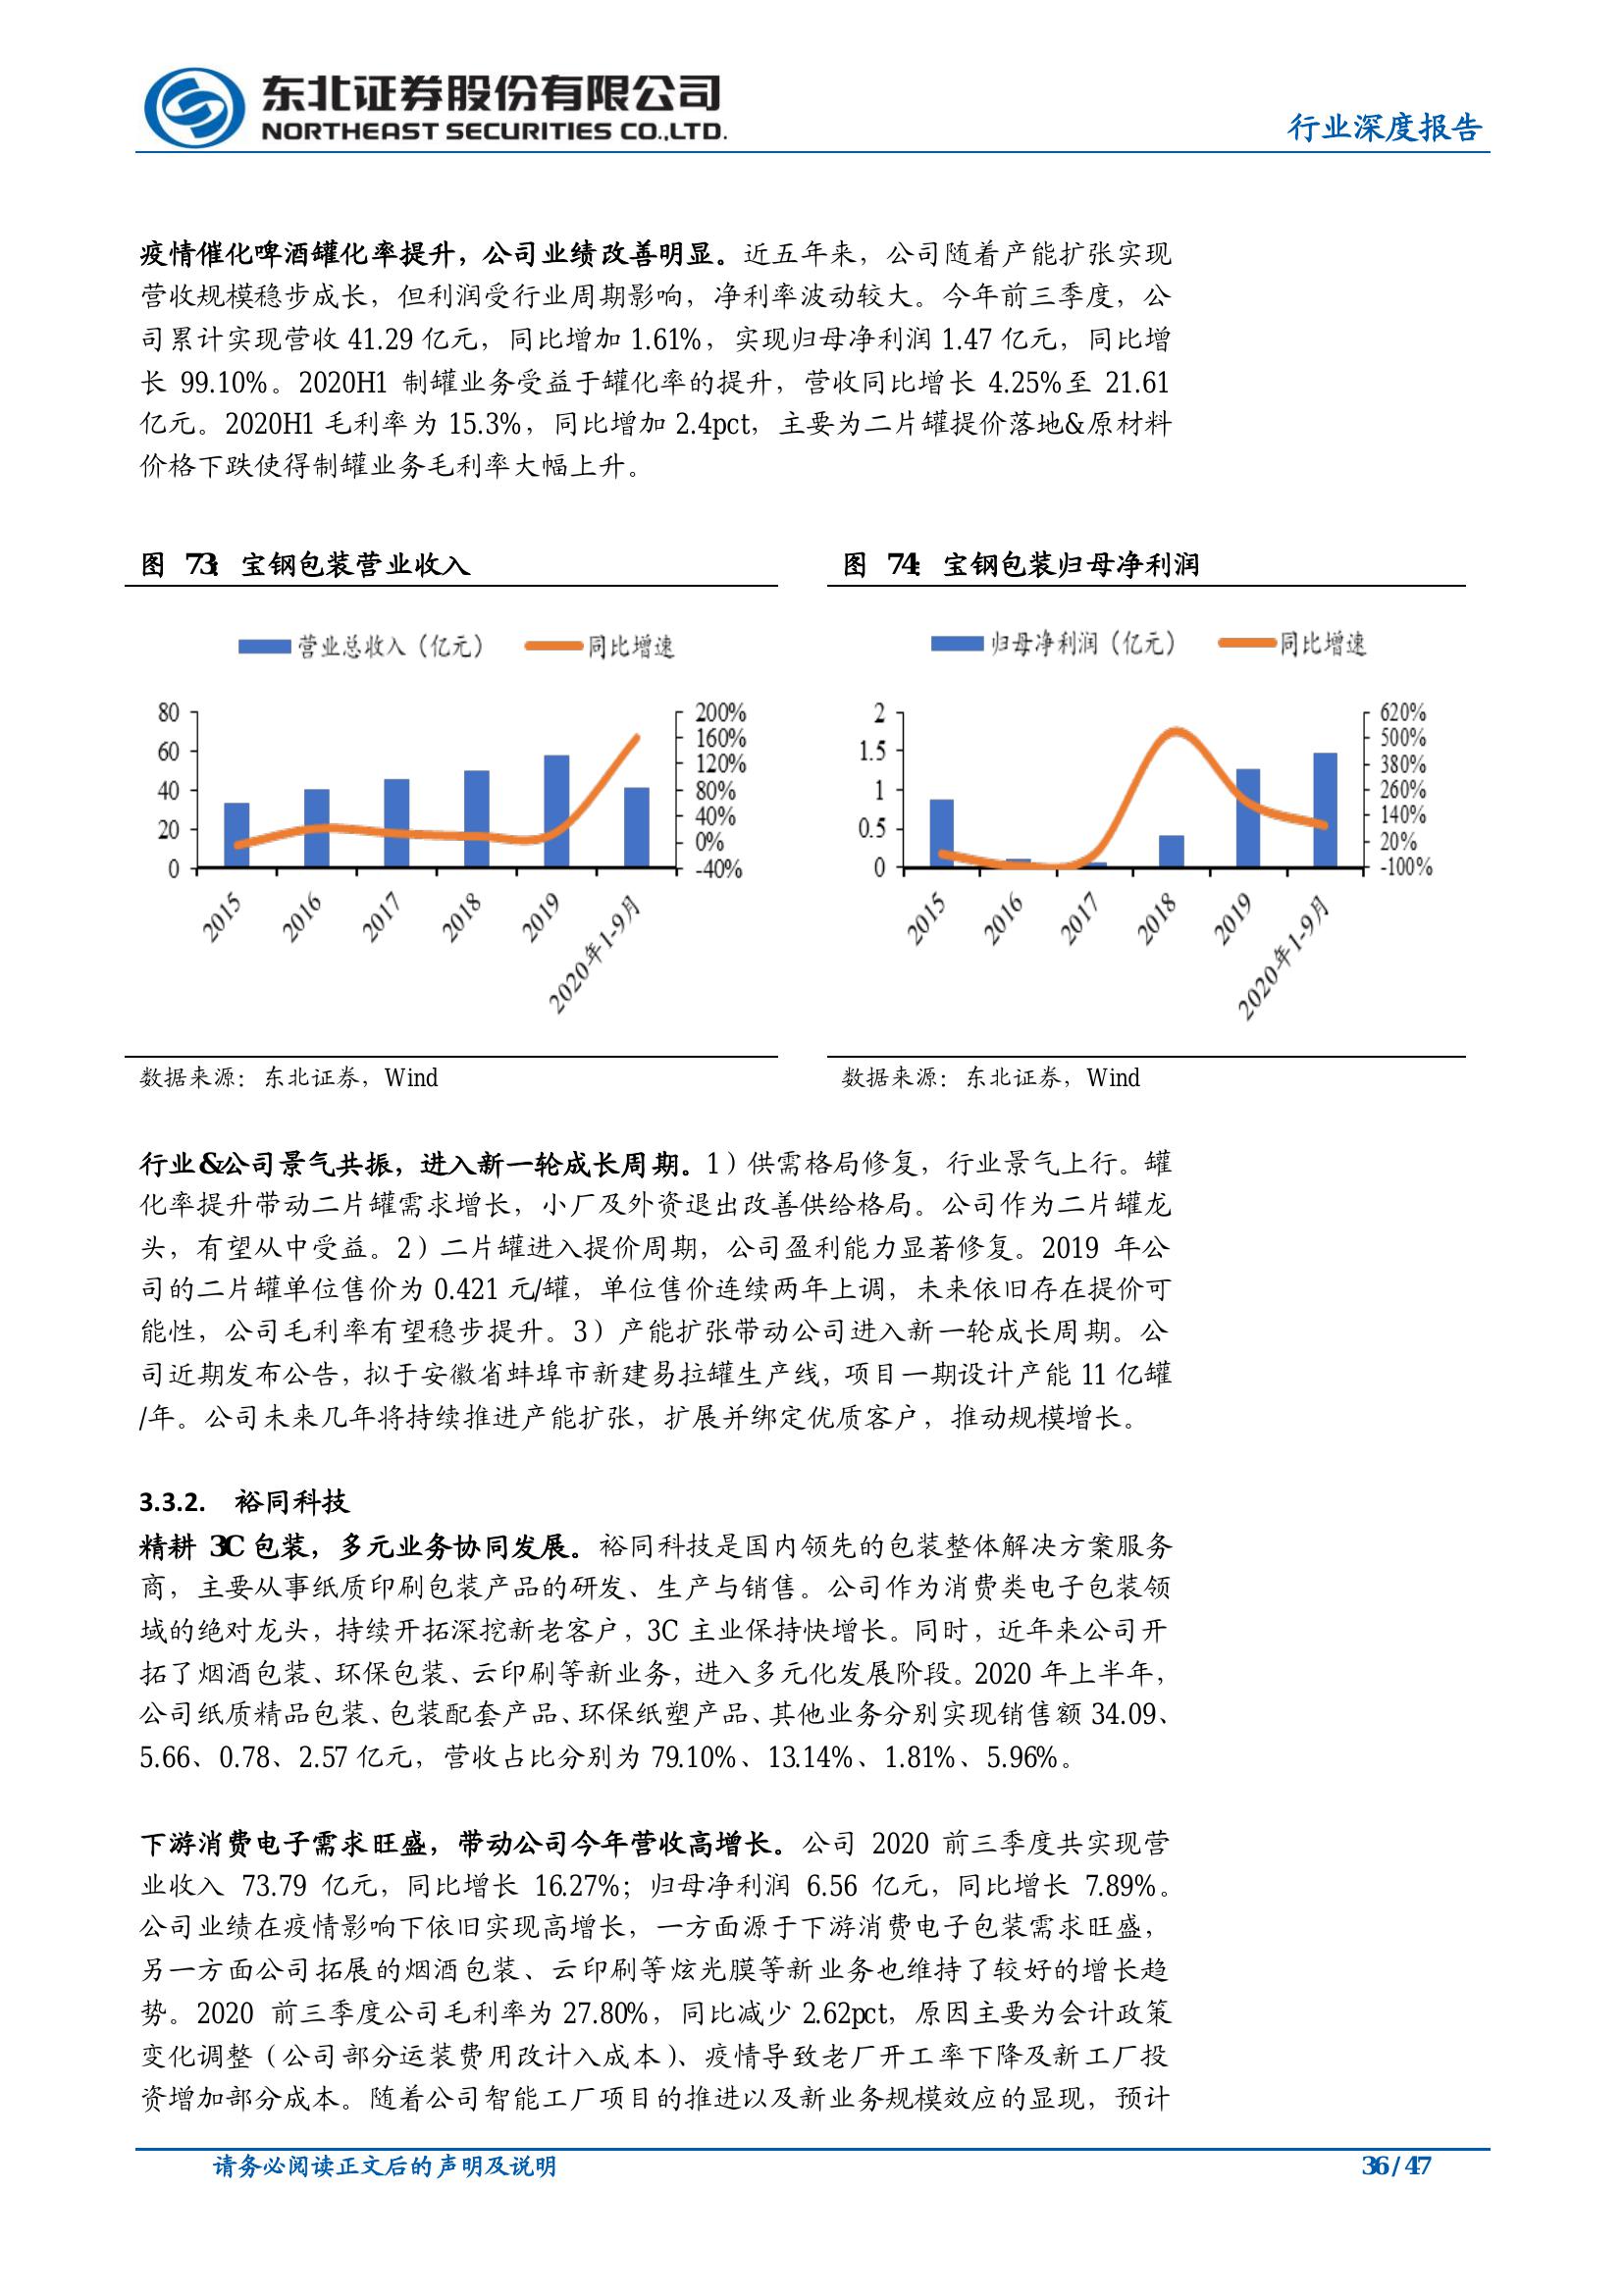 东北证券股份有限公司
NORTHEAST SECURITIES CO.,LTD.
行业深度报告
疫情催化啤酒罐化率提升，公司业绩改善明显。近五年来，公司随着产能扩张实现
营收规模稳步成长，但利润受行业周期影响，净利率波动较大。今年前三季度，公
司累计实现营收 41.29 亿元，同比增加 1.61%，实现归母净利润 1.47 亿元，同比增
长 99.10%。2020H1 制罐业务受益于罐化率的提升，营收同比增长 4.25%至 21.61
亿元。2020H1 毛利率为 15.3%，同比增加 2.4pct，主要为二片罐提价落地&原材料
价格下跌使得制罐业务毛利率大幅上升。
图 73：宝钢包装营业收入
营业总收入（亿元） 同比增速
80
60
40
20
0
200%
160%
120%
80%
40%
0%
-40%
2015
2016
2017
2018
2019
2020年1-9月
数据来源：东北证券，Wind
图 74：宝钢包装归母净利润
归母净利润（亿元） 同比增速
2
1.5
1
0.5
0
620%
500%
380%
260%
140%
20%
-100%
2015
2016
2017
2018
2019
2020年1-9月
数据来源：东北证券，Wind
行业&公司景气共振，进入新一轮成长周期。1）供需格局修复，行业景气上行。罐
化率提升带动二片罐需求增长，小厂及外资退出改善供给格局。公司作为二片罐龙
头，有望从中受益。2）二片罐进入提价周期，公司盈利能力显著修复。2019 年公
司的二片罐单位售价为 0.421 元/罐，单位售价连续两年上调，未来依旧存在提价可
能性，公司毛利率有望稳步提升。3）产能扩张带动公司进入新一轮成长周期。公
司近期发布公告，拟于安徽省蚌埠市新建易拉罐生产线，项目一期设计产能 11 亿罐
/年。公司未来几年将持续推进产能扩张，扩展并绑定优质客户，推动规模增长。
3.3.2. 裕同科技
精耕 3C 包装，多元业务协同发展。裕同科技是国内领先的包装整体解决方案服务
商，主要从事纸质印刷包装产品的研发、生产与销售。公司作为消费类电子包装领
域的绝对龙头，持续开拓深挖新老客户，3C 主业保持快增长。同时，近年来公司开
拓了烟酒包装、环保包装、云印刷等新业务，进入多元化发展阶段。2020 年上半年，
公司纸质精品包装、包装配套产品、环保纸塑产品、其他业务分别实现销售额 34.09、
5.66、0.78、2.57 亿元，营收占比分别为 79.10%、13.14%、1.81%、5.96%。
下游消费电子需求旺盛，带动公司今年营收高增长。公司 2020 前三季度共实现营
业收入 73.79 亿元，同比增长 16.27%；归母净利润 6.56 亿元，同比增长 7.89%。
公司业绩在疫情影响下依旧实现高增长，一方面源于下游消费电子包装需求旺盛，
另一方面公司拓展的烟酒包装、云印刷等炫光膜等新业务也维持了较好的增长趋
势。2020 前三季度公司毛利率为 27.80%，同比减少 2.62pct，原因主要为会计政策
变化调整（公司部分运装费用改计入成本）、疫情导致老厂开工率下降及新工厂投
资增加部分成本。随着公司智能工厂项目的推进以及新业务规模效应的显现，预计
请务必阅读正文后的声明及说明
36 / 47